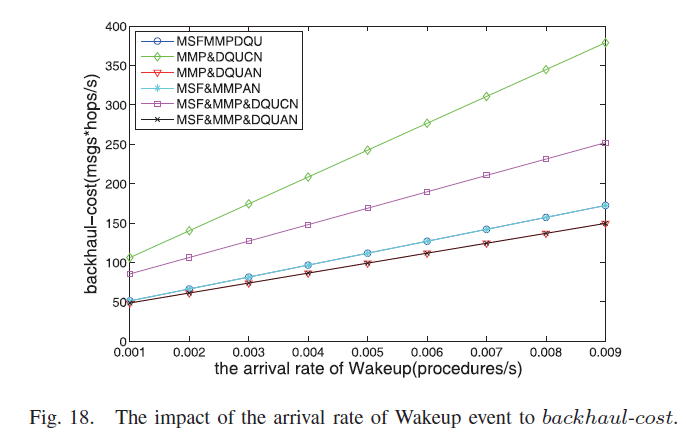 400
350
300
250
200
150
100
50
0
backhaul−cost(msgs*hops/s)
MSFMMPDQU
MMP&DQUCN
MMP&DQUAN
MSF&MMPAN
MSF&MMP&DQUCN
MSF&MMP&DQUAN
0.001 0.002 0.003 0.004 0.005 0.006 0.007 0.008 0.009
the arrival rate of Wakeup(procedures/s)
Fig. 18. The impact of the arrival rate of Wakeup event to backhaul-cost.